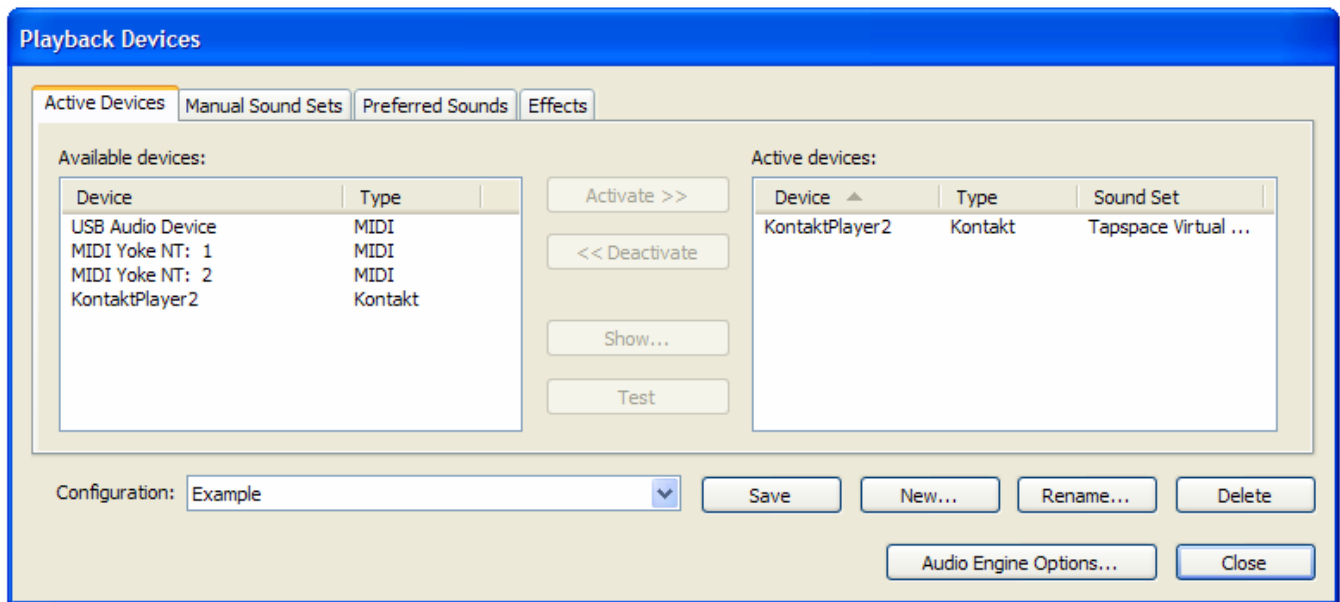 Playback Devices
Active Devices Manual Sound Sets Preferred Sounds Effects
Available devices:
Device Type
USB Audio Device MIDI
MIDI Yoke NT: 1 MIDI
MIDI Yoke NT: 2 MIDI
KontaktPlayer2 Kontakt
Activate >>
<< Deactivate
Show...
Test
Active devices:
Device Type Sound Set
KontaktPlayer2 Kontakt Tapspace Virtual ...
Configuration: Example Save New... Rename... Delete
Audio Engine Options... Close